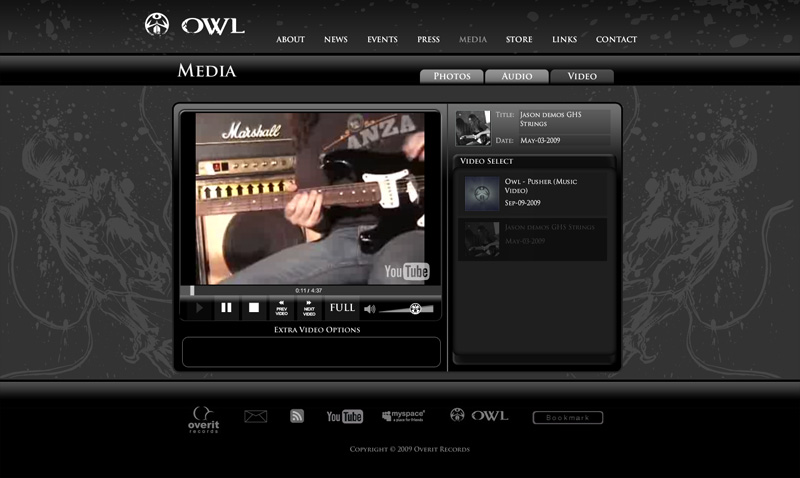 OWL
ABOUT NEWS EVENTS PRESS MEDIA STORE LINKS CONTACT
MEDIA
PHOTOS AUDIO VIDEO
Marshall
ANZA
YouTube
0:11 / 4:37
PREV VIDEO
NEXT VIDEO
FULL
EXTRA VIDEO OPTIONS
TITLE: JASON DEMOS GHS
STRINGS
DATE: MAY-03-2009
VIDEO SELECT
OWL - PUSHER (MUSIC
VIDEO)
SEP-09-2009
JASON DEMOS GHS STRINGS
MAY-03-2009
overit
records
YouTube
myspace
a place for friends
OWL
Bookmark
COPYRIGHT © 2009 OVERIT RECORDS